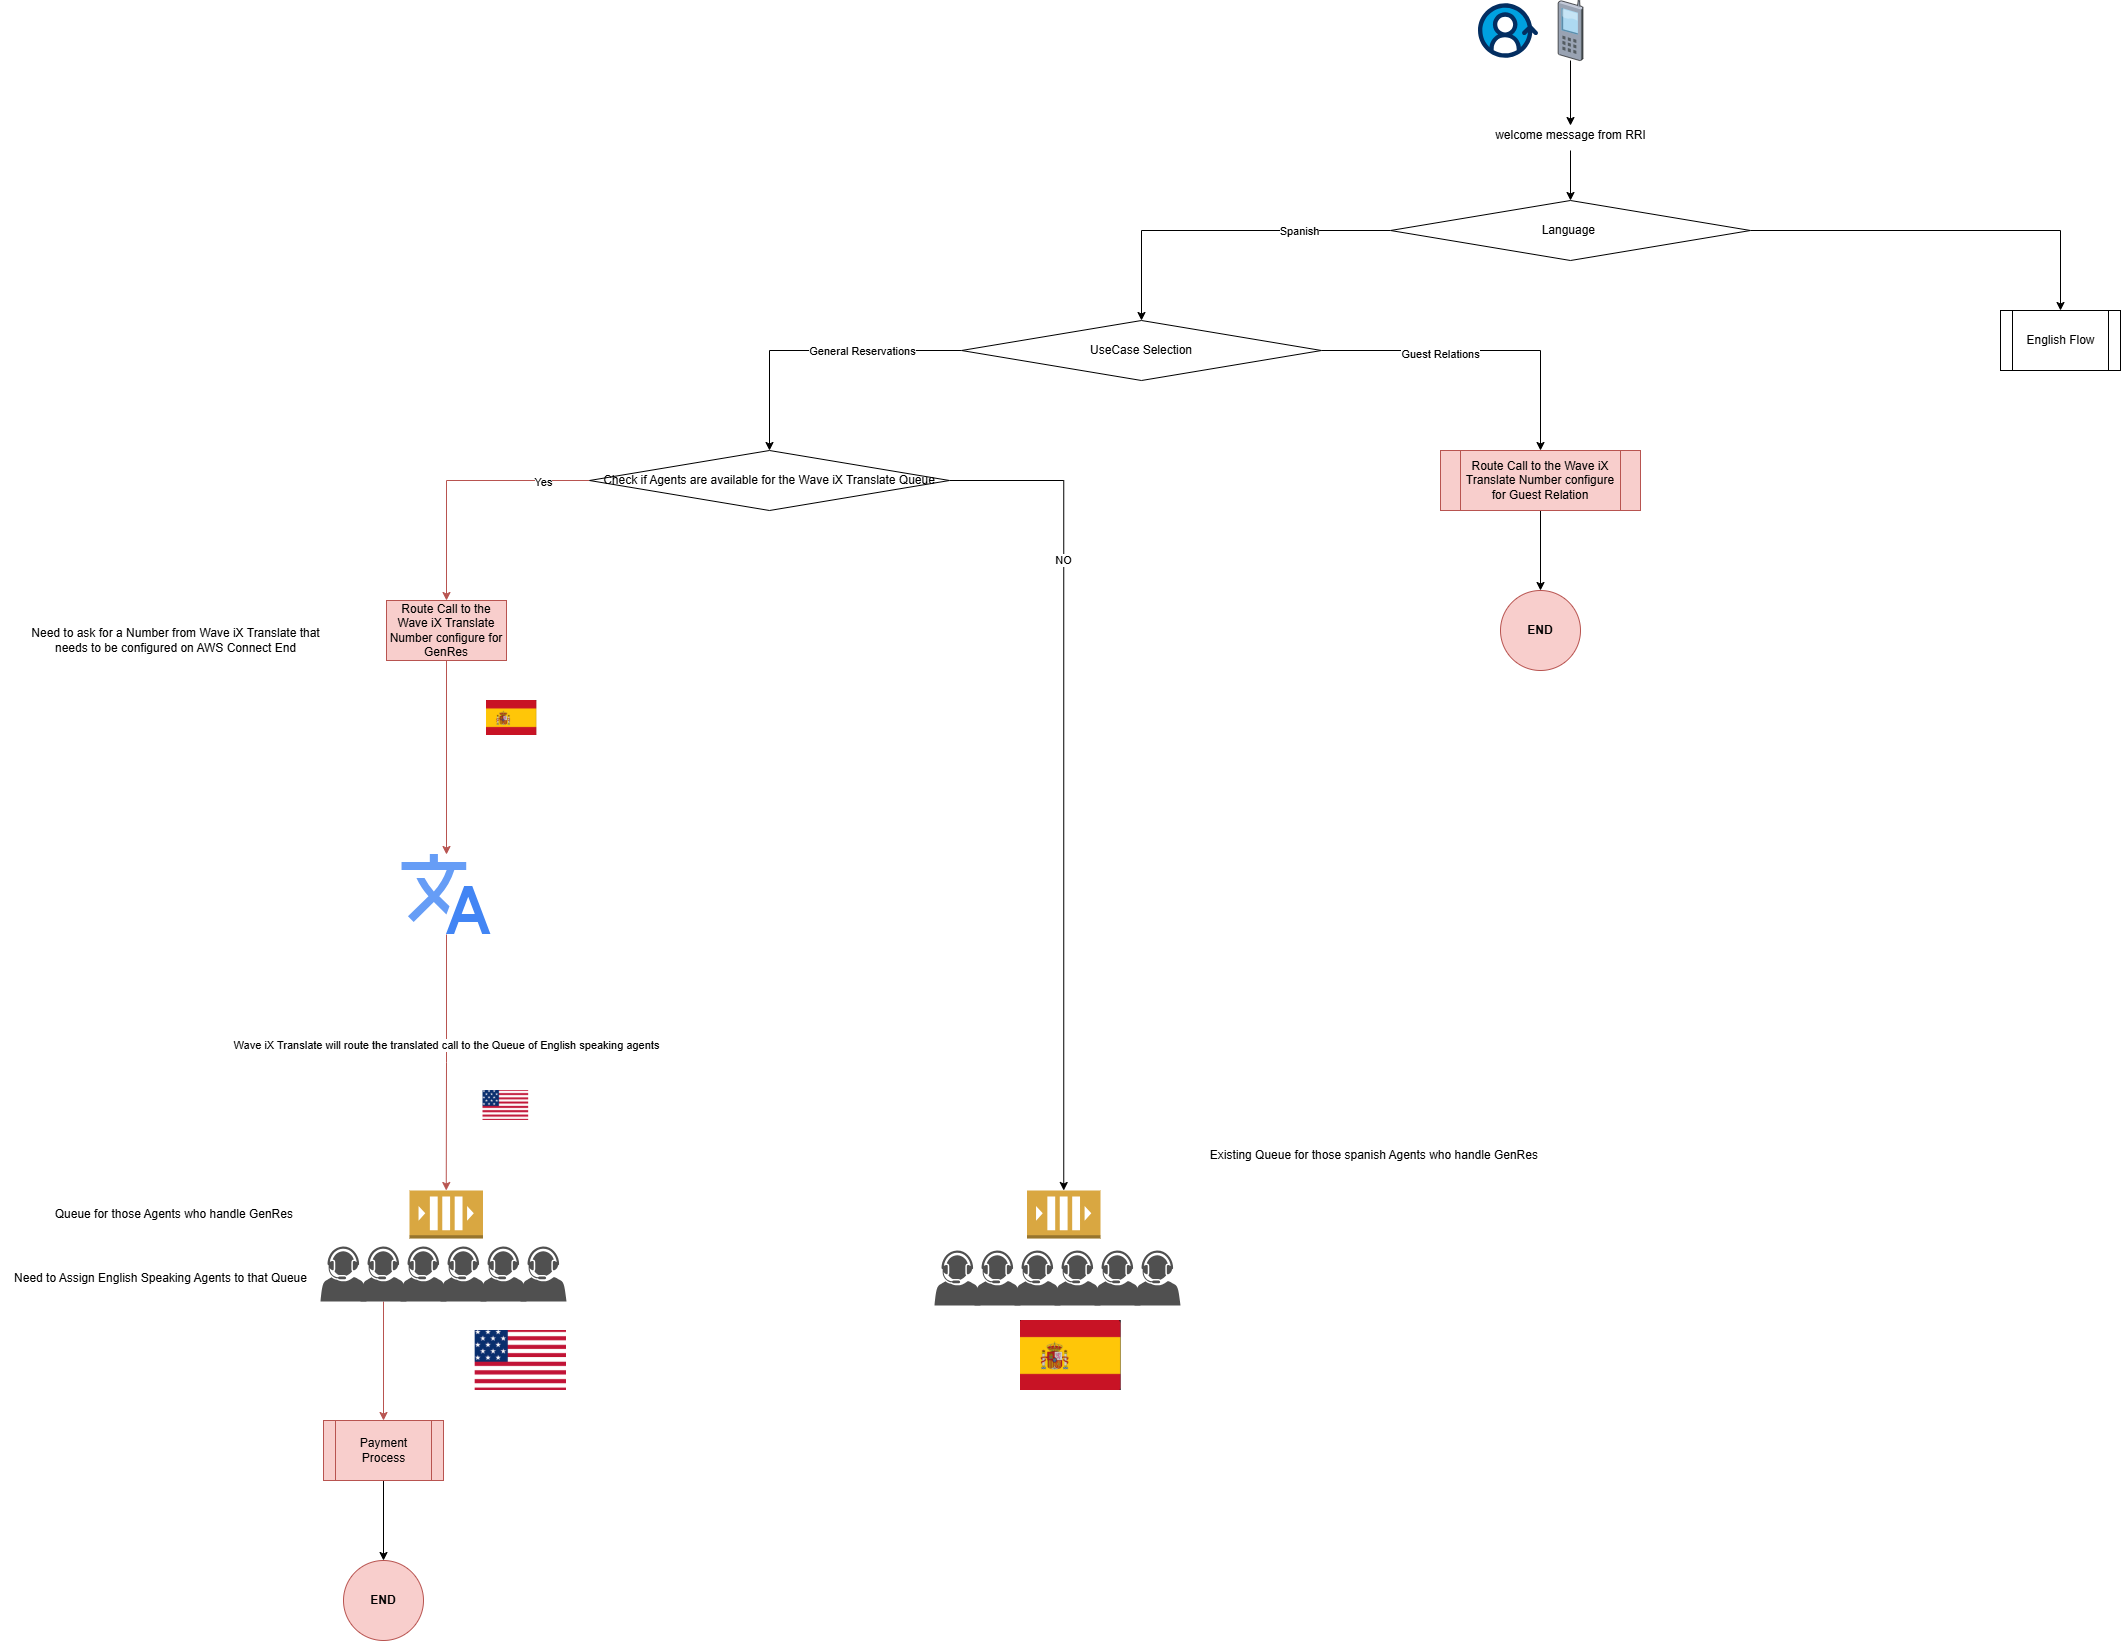 welcome message from RRI
Language
Spanish
English Flow
UseCase Selection
General Reservations
Guest Relations
Check if Agents are available for the Wave iX Translate Queue
Yes
NO
Route Call to the Wave iX
Translate Number configure
for Guest Relation
END
Route Call to the
Wave iX Translate
Number configure for
GenRes
Need to ask for a Number from Wave iX Translate that
needs to be configured on AWS Connect End
文A
Wave iX Translate will route the translated call to the Queue of English speaking agents
Existing Queue for those spanish Agents who handle GenRes
Queue for those Agents who handle GenRes
Need to Assign English Speaking Agents to that Queue
Payment
Process
END